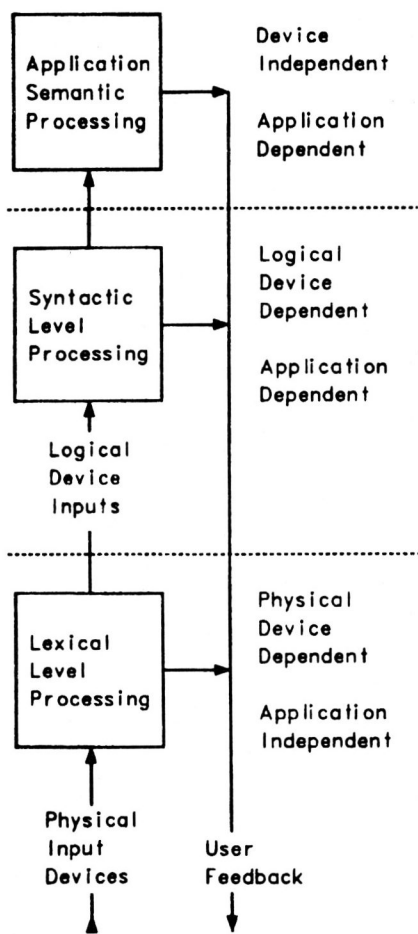 Application
Semantic
Processing
Device
Independent
Application
Dependent
Syntactic
Level
Processing
Logical
Device
Dependent
Application
Dependent
Logical
Device
Inputs
Lexical
Level
Processing
Physical
Device
Dependent
Application
Independent
Physical
Input
Devices
User
Feedback